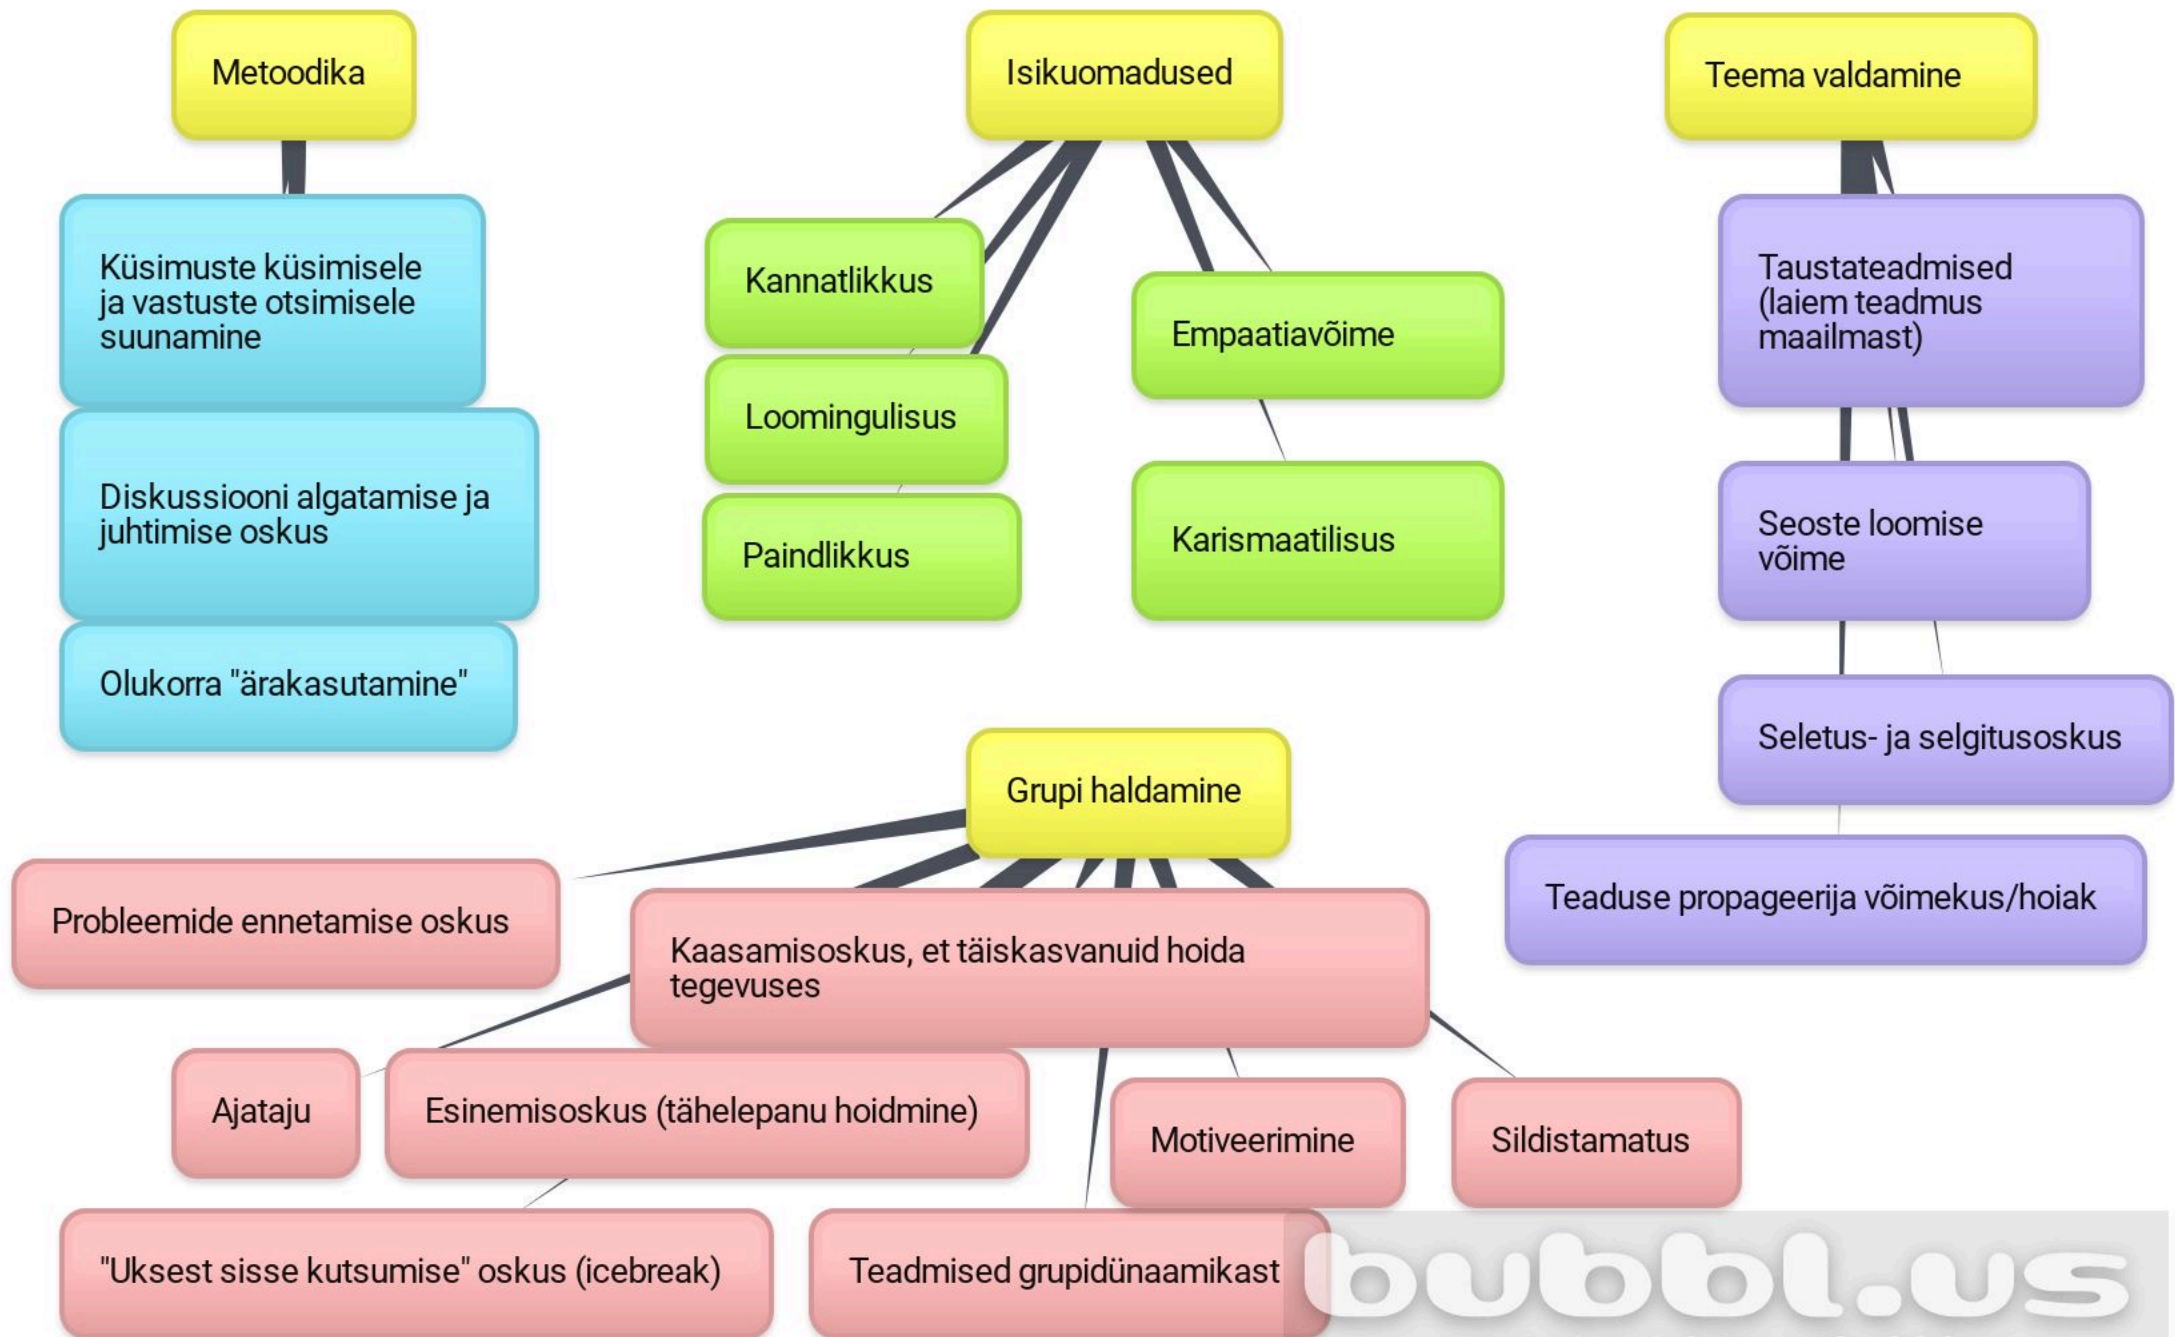 Metoodika
Küsimuste küsimisele
ja vastuste otsimisele
suunamine
Diskussiooni algatamise ja
juhtimise oskus
Olukorra "ärakasutamine"
Isikuomadused
Kannatlikkus
Loomingulisus
Paindlikkus
Empaatiavõime
Karismaatilisus
Teema valdamine
Taustateadmised
(laiem teadmus
maailmast)
Seoste loomise
võime
Seletus- ja selgitusoskus
Teaduse propageerija võimekus/hoiak
Grupi haldamine
Probleemide ennetamise oskus
Kaasamisoskus, et täiskasvanuid hoida
tegevuses
Ajataju
Esinemisoskus (tähelepanu hoidmine)
Motiveerimine
Sildistamatus
"Uksest sisse kutsumise" oskus (icebreak)
Teadmised grupidünaamikast
bubbl.us